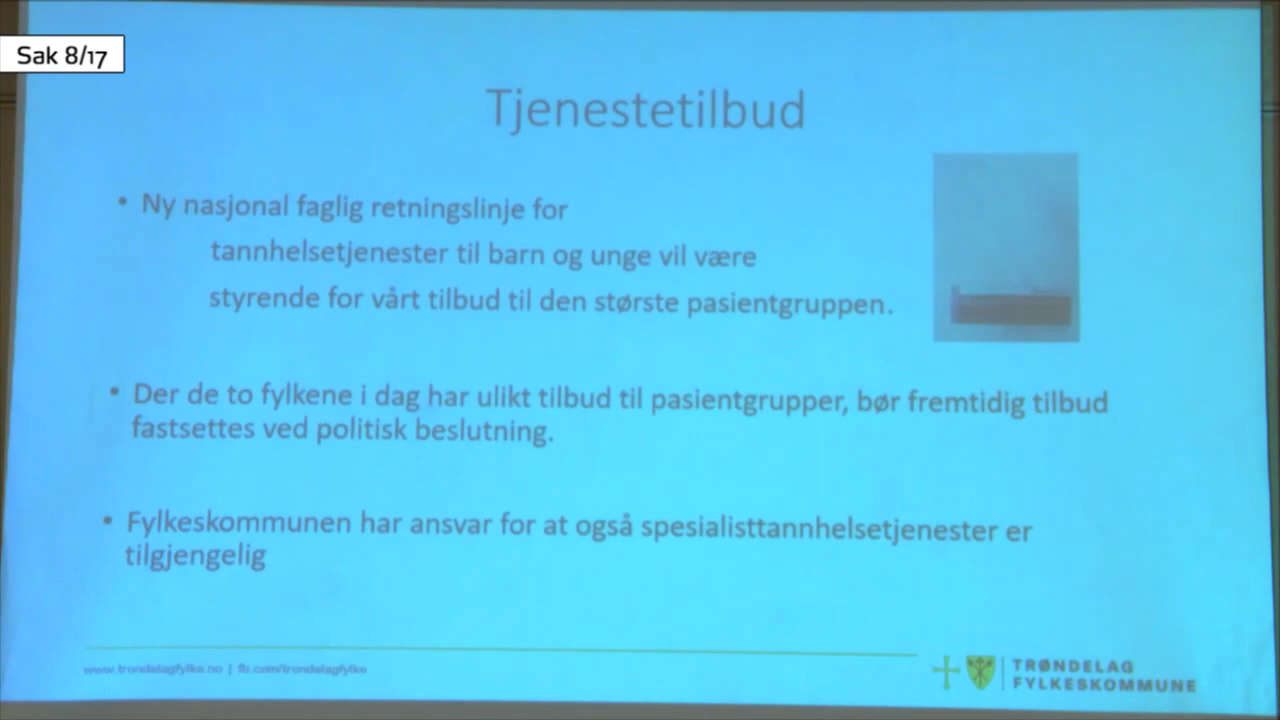 Sak 8/17
Tjenestetilbud
• Ny nasjonal faglig retningslinje for
tannhelsetjenester til barn og unge vil være
styrende for vårt tilbud til den største pasientgruppen.
• Der de to fylkene i dag har ulikt tilbud til pasientgrupper, bør fremtidig tilbud
fastsettes ved politisk beslutning.
• Fylkeskommunen har ansvar for at også spesialisttannhelsetjenester er
tilgjengelig
www.trondelagfylke.no | fb.com/trondelagfylke
TRØNDELAG
FYLKESKOMMUNE